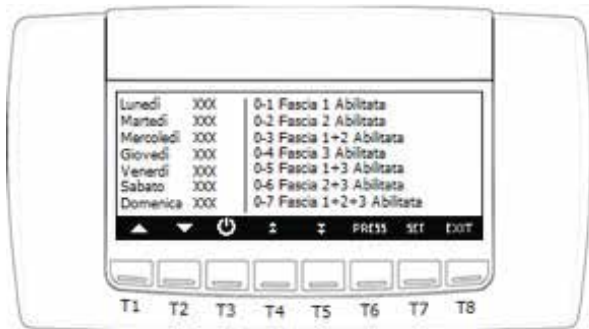 Lunedì XXX 0-1 Fascia 1 Abilitata
Martedì XXX 0-2 Fascia 2 Abilitata
Mercoledì XXX 0-3 Fascia 1+2 Abilitata
Giovedì XXX 0-4 Fascia 3 Abilitata
Venerdì XXX 0-5 Fascia 1+3 Abilitata
Sabato XXX 0-6 Fascia 2+3 Abilitata
Domenica XXX 0-7 Fascia 1+2+3 Abilitata
PRESS SET EXIT
T1 T2 T3 T4 T5 T6 T7 T8